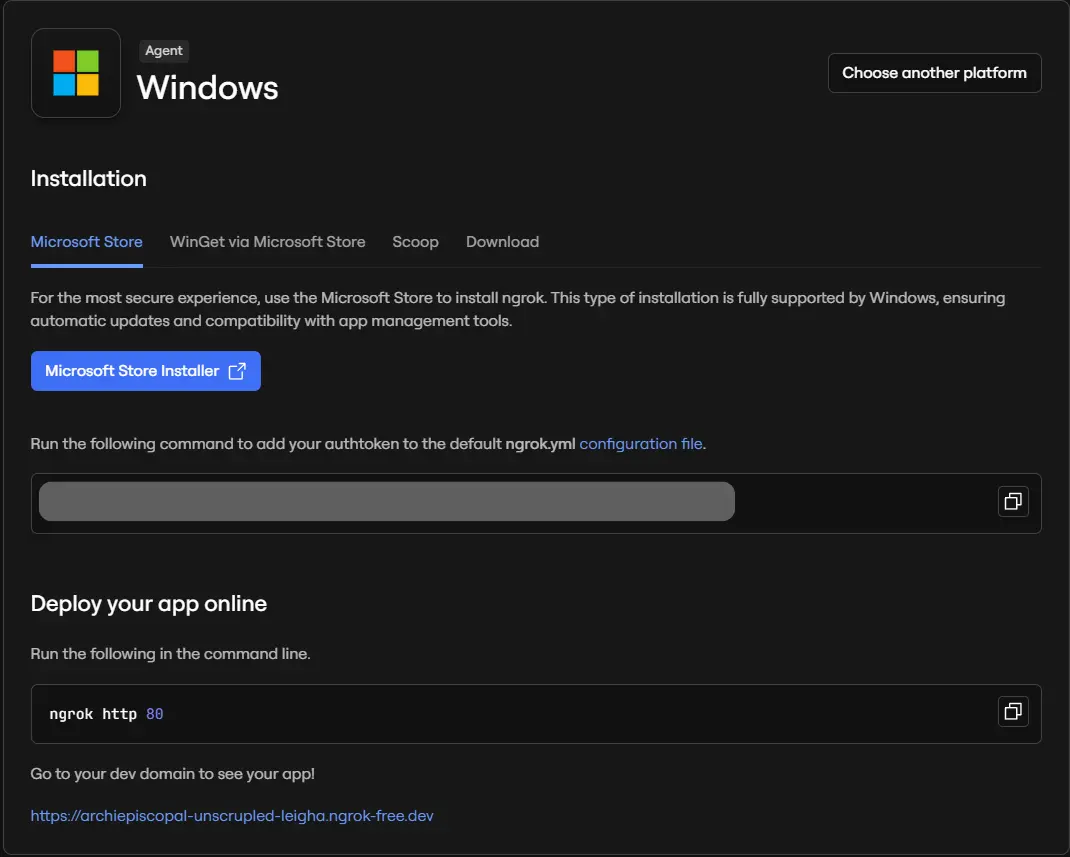 Agent
Windows
Choose another platform
Installation
Microsoft Store
WinGet via Microsoft Store
Scoop
Download
For the most secure experience, use the Microsoft Store to install ngrok. This type of installation is fully supported by Windows, ensuring
automatic updates and compatibility with app management tools.
Microsoft Store Installer
Run the following command to add your authtoken to the default ngrok.yml configuration file.
Deploy your app online
Run the following in the command line.
ngrok http 80
Go to your dev domain to see your app!
https://archiepiscopal-unscrupled-leigha.ngrok-free.dev